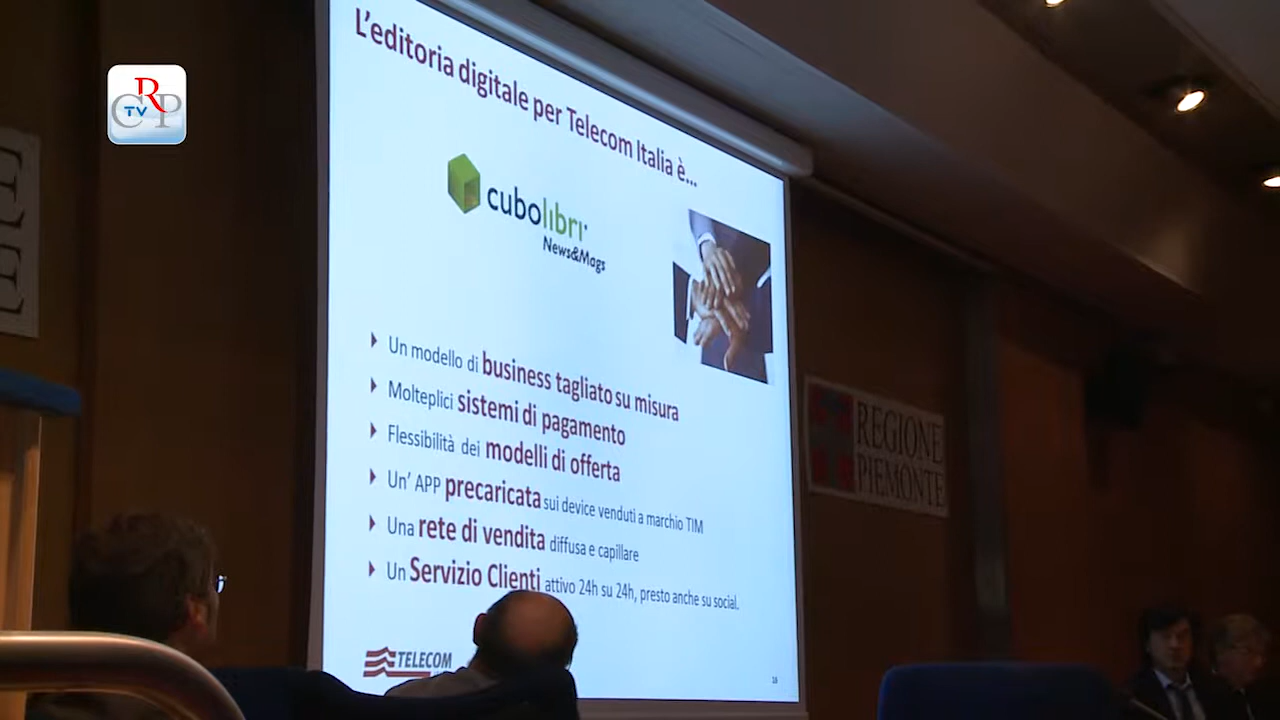 CRP
TV
L'editoria digitale per Telecom Italia è...
cubolibri
News&Mags
Un modello di business tagliato su misura
Molteplici sistemi di pagamento
Flessibilità dei modelli di offerta
Un' APP precaricata sui device venduti a marchio TIM
Una rete di vendita diffusa e capillare
Un Servizio Clienti attivo 24h su 24h, presto anche su social.
TELECOM
REGIONE
PIEMONTE